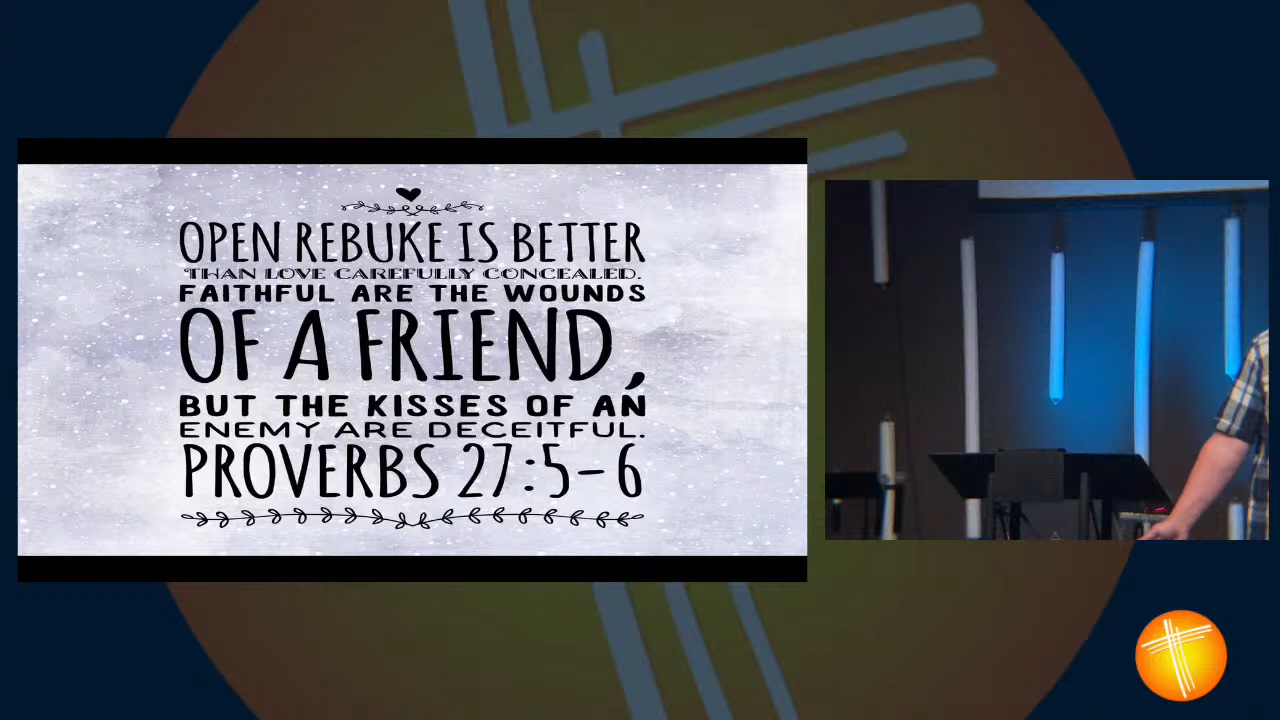 OPEN REBUKE IS BETTER
THAN LOVE CAREFULLY CONCEALED.
FAITHFUL ARE THE WOUNDS
OF A FRIEND,
BUT THE KISSES OF AN
ENEMY ARE DECEITFUL.
PROVERBS 27:5-6